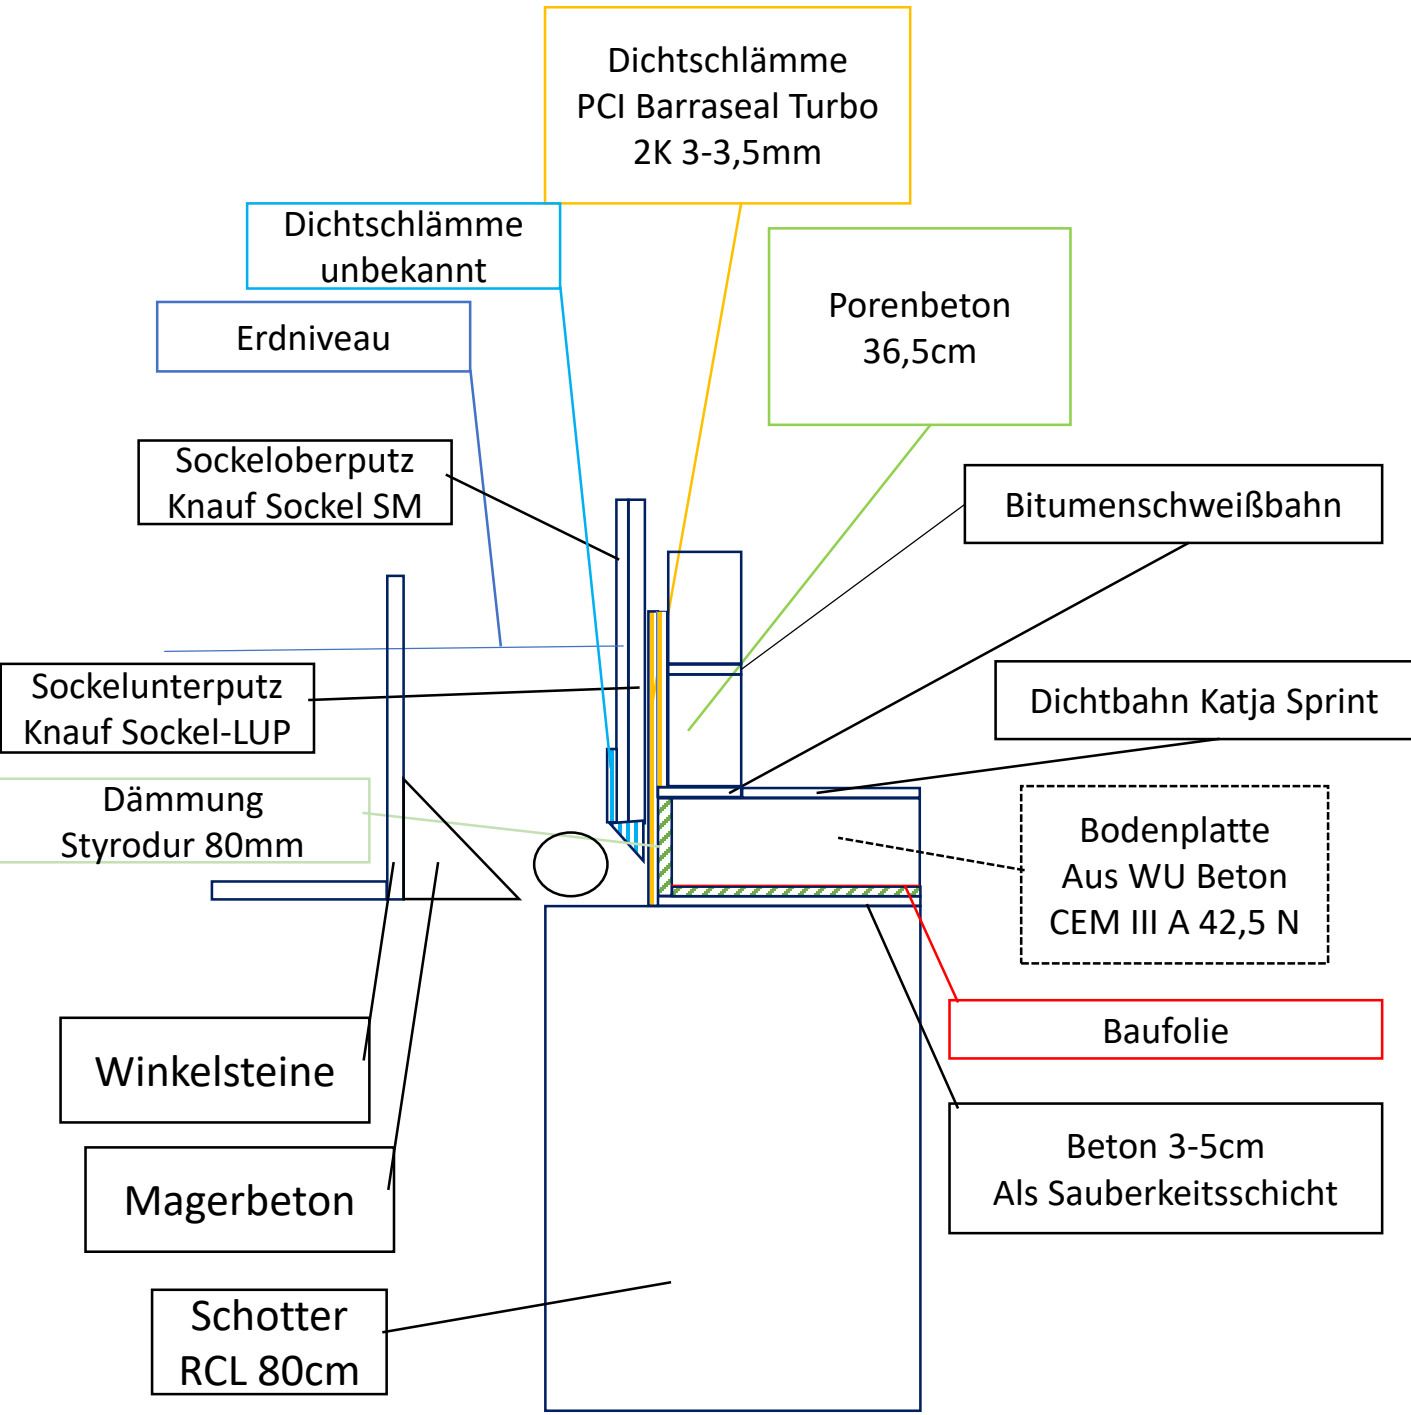 Dichtschlämme
PCI Barraseal Turbo
2K 3-3,5mm
Dichtschlämme
unbekannt
Porenbeton
36,5cm
Erdniveau
Sockeloberputz
Knauf Sockel SM
Bitumenschweißbahn
Sockelunterputz
Knauf Sockel-LUP
Dichtbahn Katja Sprint
Dämmung
Styrodur 80mm
Bodenplatte
Aus WU Beton
CEM III A 42,5 N
Baufolie
Winkelsteine
Beton 3-5cm
Als Sauberkeitsschicht
Magerbeton
Schotter
RCL 80cm